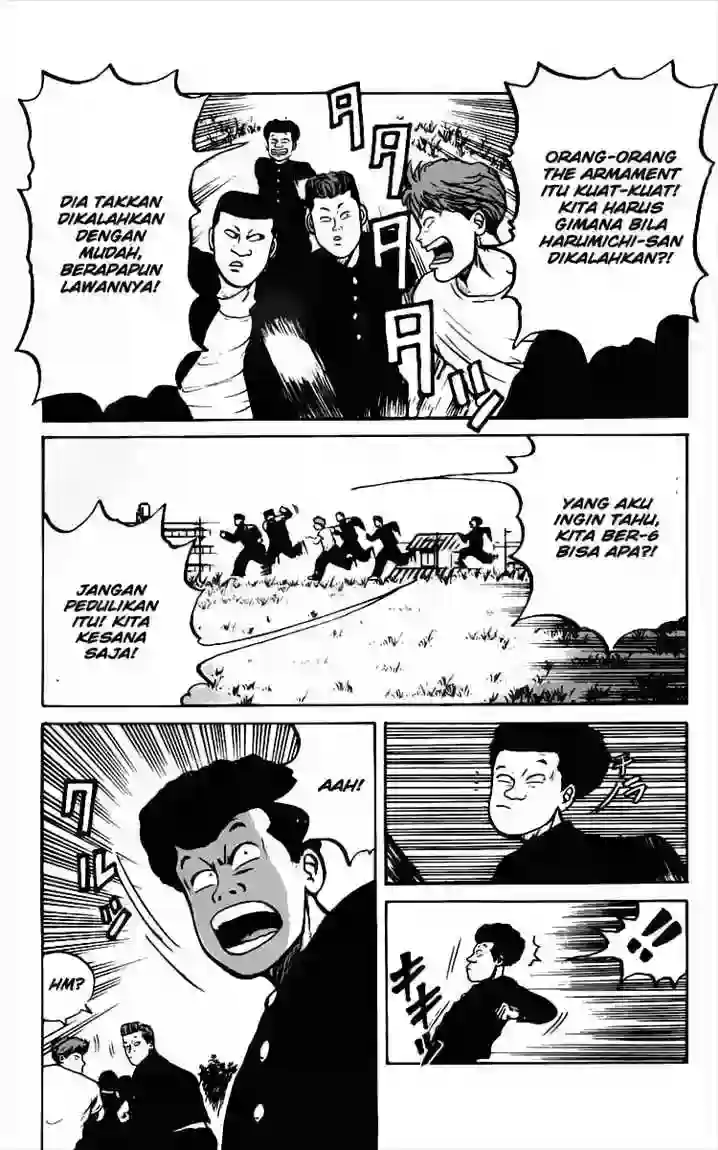 ORANG-ORANG
THE ARMAMENT
ITU KUAT-KUAT!
KITA HARUS
GIMANA BILA
HARUMICHI-SAN
DIKALAHKAN?!
DIA TAKKAN
DIKALAHKAN
DENGAN
MUDAH,
BERAPAPUN
LAWANNYA!
タタタタッ
YANG AKU
INGIN TAHU,
KITA BER-6
BISA APA?!
JANGAN
PEDULIKAN
ITU! KITA
KESANA
SAJA!
チラ
!!
キキッ
AAH!
クルッ
HM?